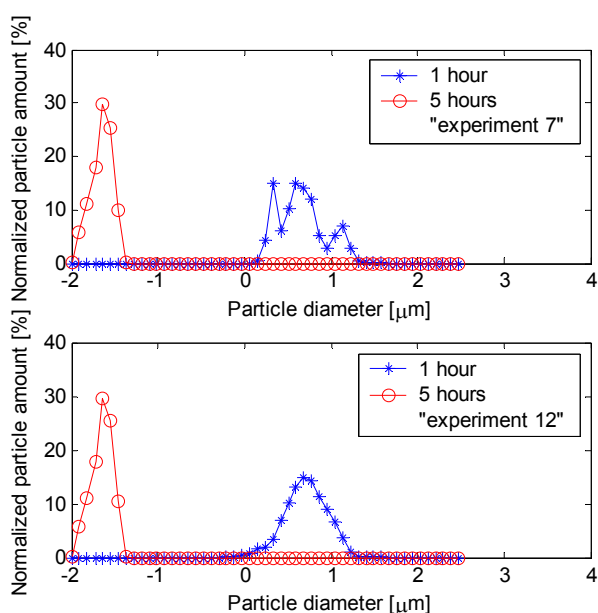 Normalized particle amount [%]
40
30
20
10
0
-2
-1
0
1
2
3
4
Particle diameter [μm]
1 hour
5 hours
"experiment 7"
Normalized particle amount [%]
40
30
20
10
0
-2
-1
0
1
2
3
4
Particle diameter [μm]
1 hour
5 hours
"experiment 12"